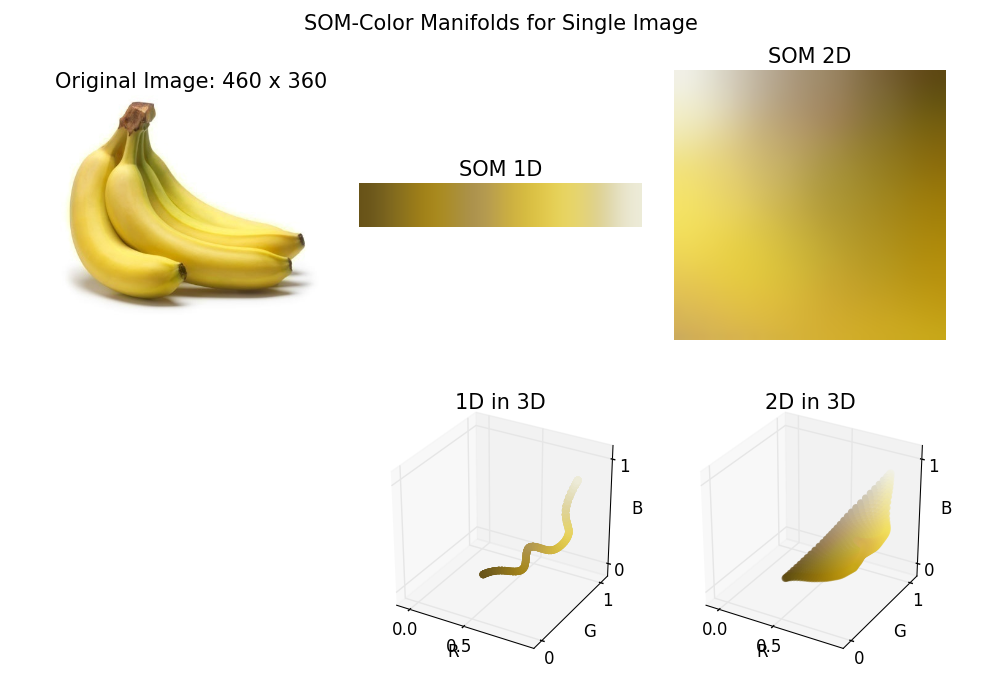 SOM-Color Manifolds for Single Image
Original Image: 460 x 360
SOM 1D
SOM 2D
1D in 3D
1
B
0
1
G
0
0.0
0.5
R
2D in 3D
1
B
0
1
G
0
0.0
0.5
R